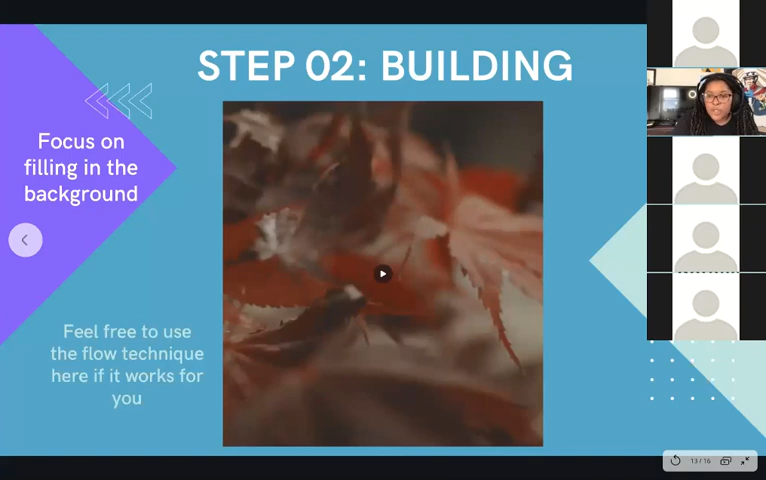 STEP 02: BUILDING
Focus on
filling in the
background
Feel free to use
the flow technique
here if it works for
you
13 / 16